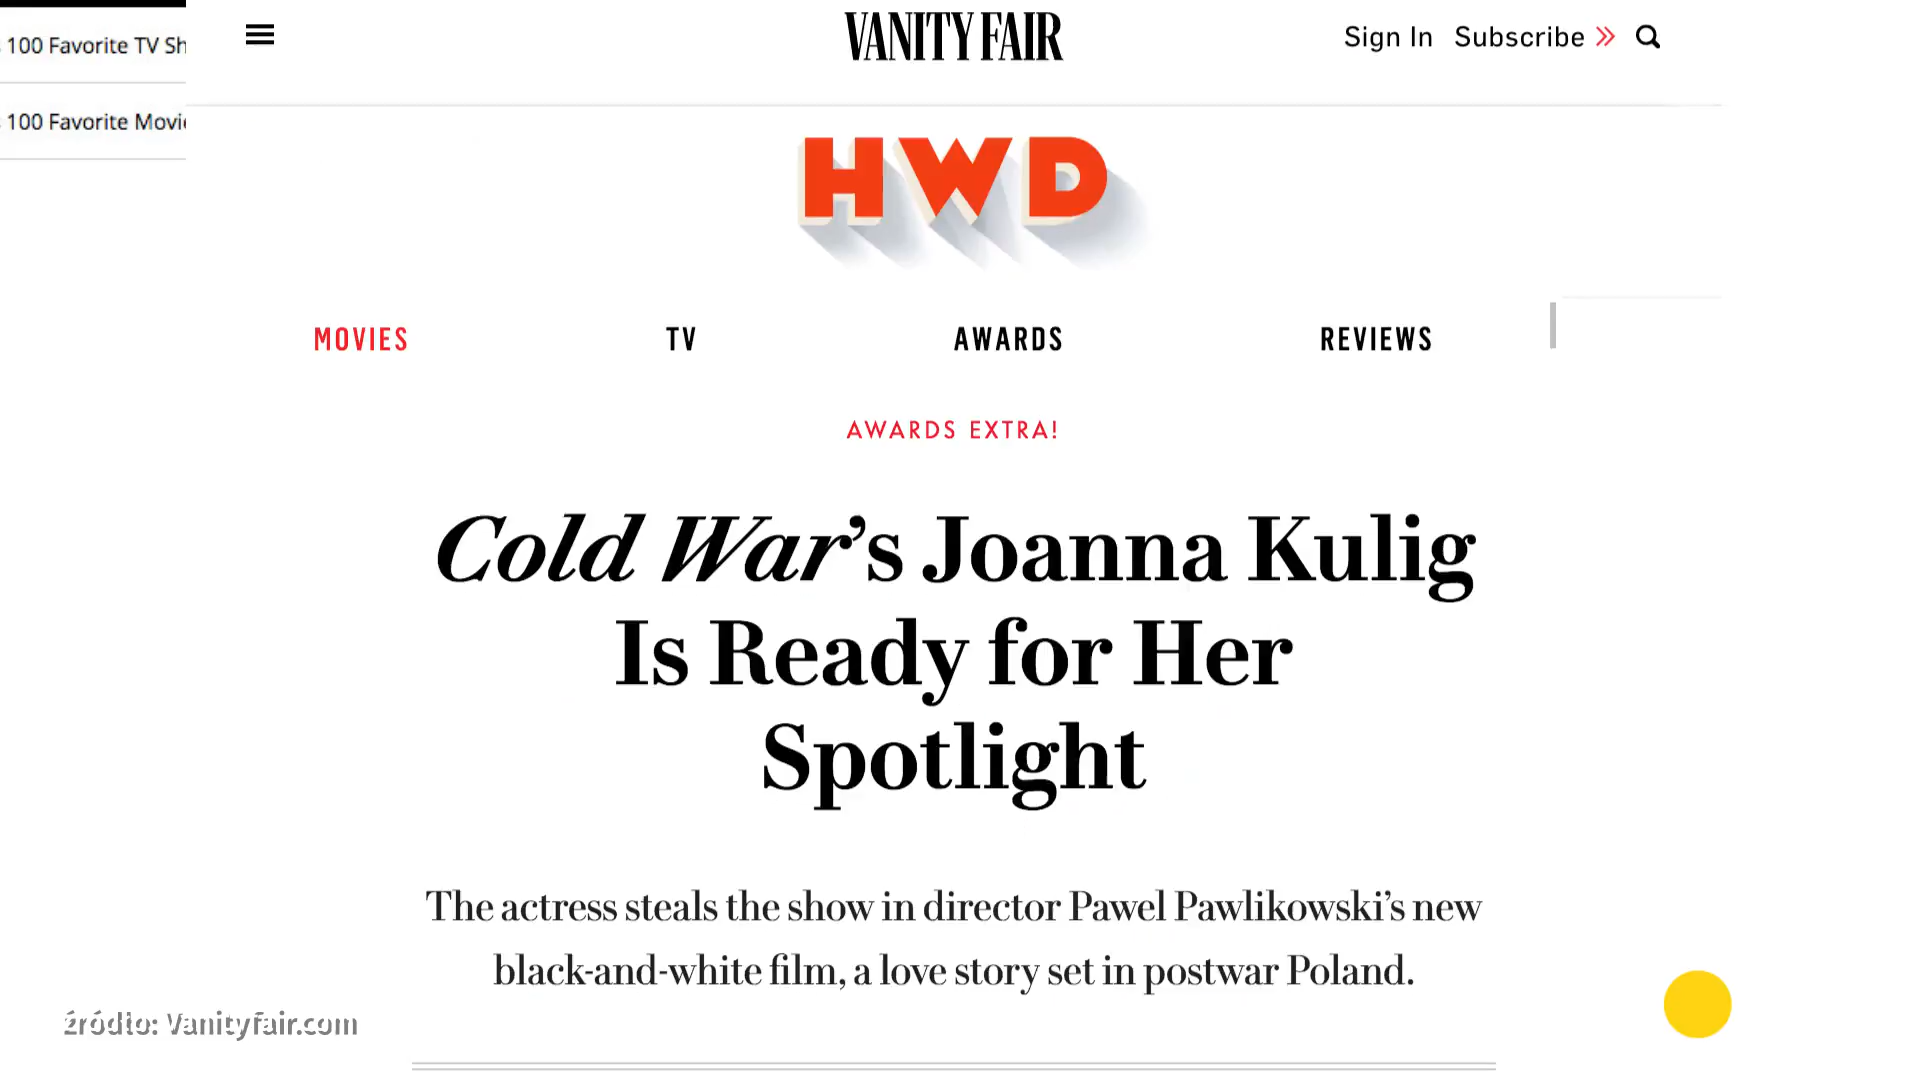 100 Favorite TV Sh
100 Favorite Movi
VANITY FAIR
Sign In Subscribe »
HWD
MOVIES TV AWARDS REVIEWS
AWARDS EXTRA!
Cold War’s Joanna Kulig
Is Ready for Her
Spotlight
The actress steals the show in director Pawel Pawlikowski’s new
black-and-white film, a love story set in postwar Poland.
źródło: Vanityfair.com